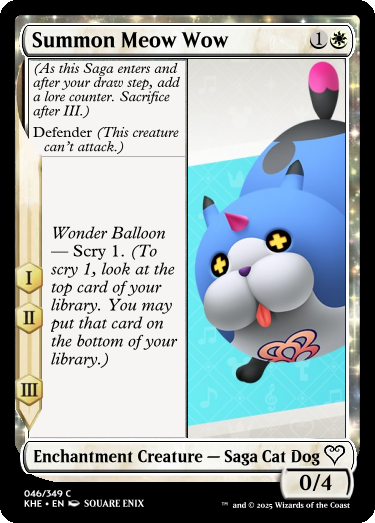 Summon Meow Wow 1
(As this Saga enters and
after your draw step, add
a lore counter. Sacrifice
after III.)
Defender (This creature
can't attack.)
Wonder Balloon
— Scry 1. (To
scry 1, look at the
top card of your
library. You may
put that card on
the bottom of your
library.)
I
II
III
Enchantment Creature — Saga Cat Dog
0/4
046/349 C
KHE • EN SQUARE ENIX
™ and © 2025 Wizards of the Coast